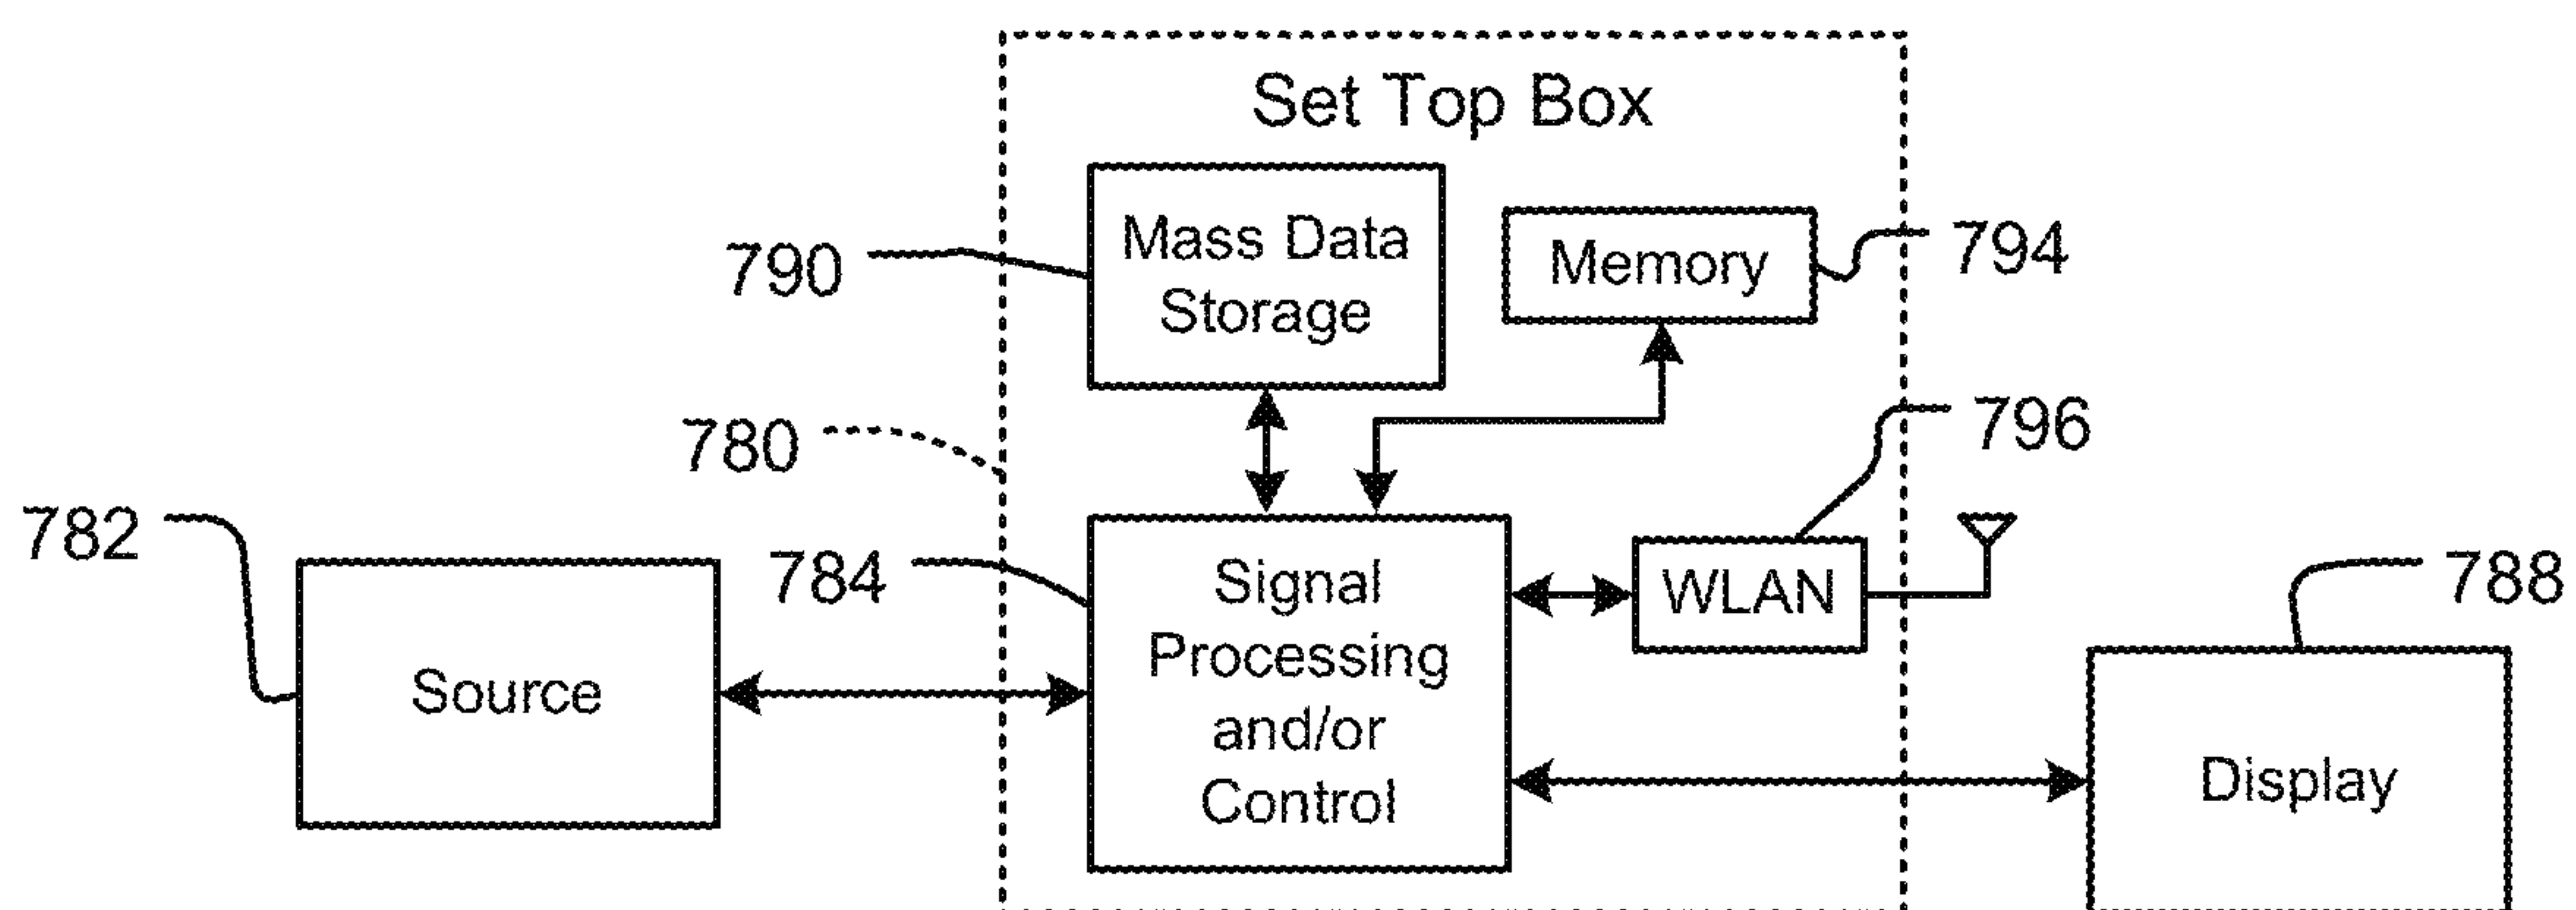 Set Top Box
790
Mass Data
Storage
Memory
794
780
796
782
784
Signal
Processing
and/or
Control
WLAN
788
Source
Display